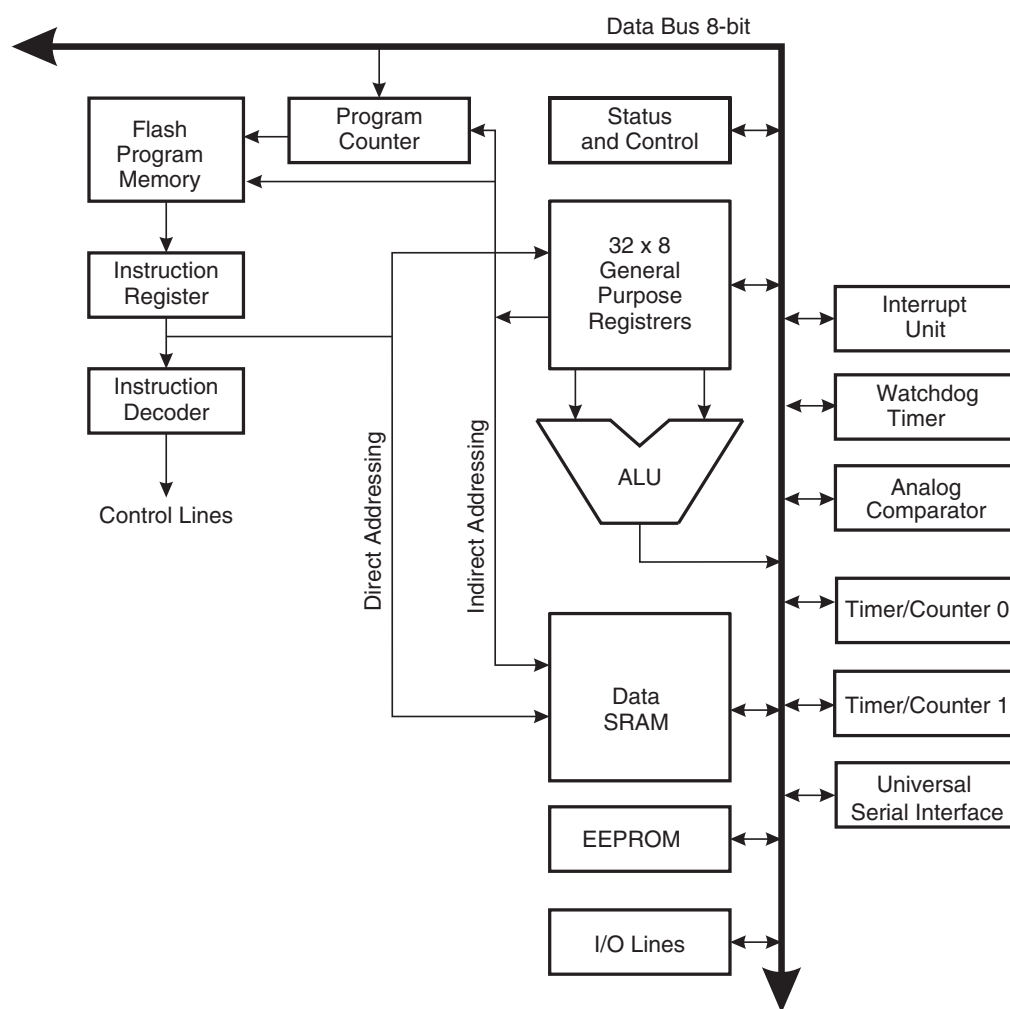 Data Bus 8-bit
Flash
Program
Memory
Program
Counter
Status
and Control
32 x 8
General
Purpose
Registrers
Instruction
Register
Interrupt
Unit
Instruction
Decoder
Watchdog
Timer
ALU
Analog
Comparator
Control Lines
Direct Addressing
Indirect Addressing
Timer/Counter 0
Data
SRAM
Timer/Counter 1
Universal
Serial Interface
EEPROM
I/O Lines